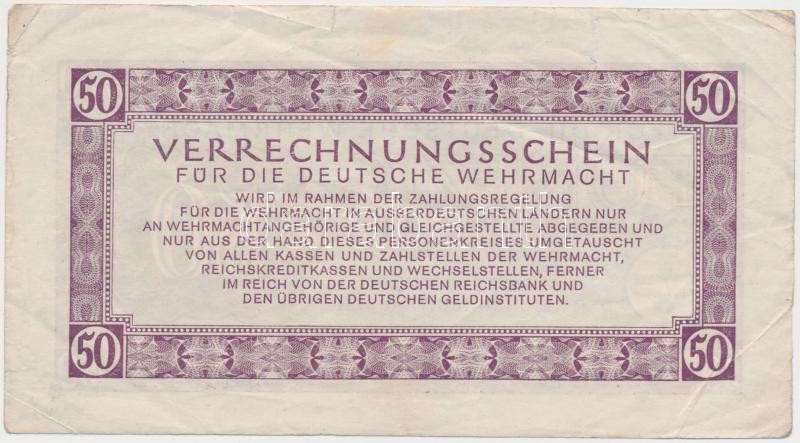 50 50
VERRECHNUNGSSCHEIN
FÜR DIE DEUTSCHE WEHRMACHT
WIRD IM RAHMEN DER ZAHLUNGSREGELUNG
FÜR DIE WEHRMACHT IN AUSSERDEUTSCHEN LÄNDERN NUR
AN WEHRMACHTANGEHÖRIGE UND GLEICHGESTELLTE ABGEGEBEN UND
NUR AUS DER HAND DIESES PERSONENKREISES UMGETAUSCHT
VON ALLEN KASSEN UND ZAHLSTELLEN DER WEHRMACHT,
REICHSKREDITKASSEN UND WECHSELSTELLEN, FERNER
IM REICH VON DER DEUTSCHEN REICHSBANK UND
DEN ÜBRIGEN DEUTSCHEN GELDINSTITUTEN.
50 50